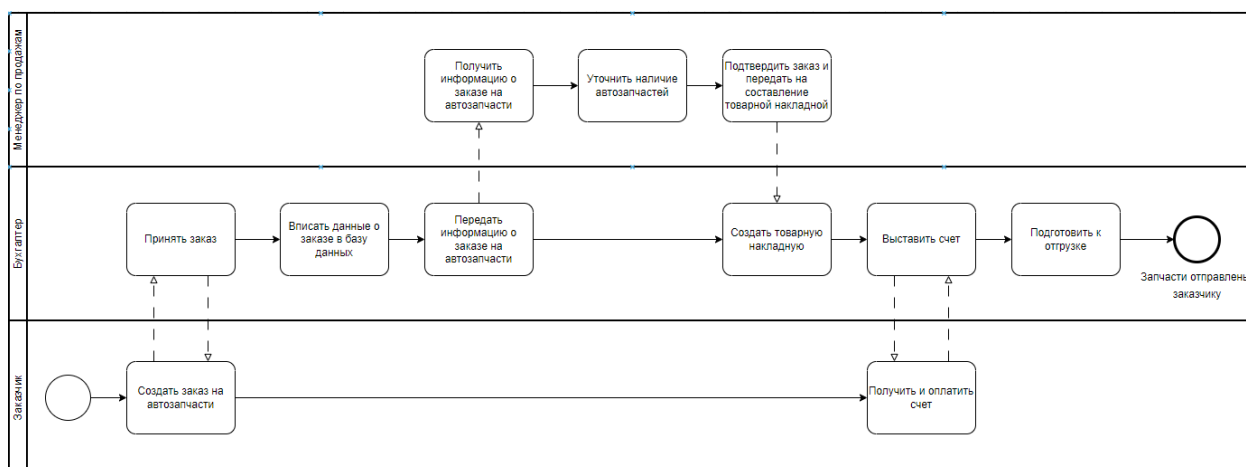 Менеджер по продажам
Получить
информацию о
заказе на
автозапчасти
Уточнить наличие
автозапчастей
Подтвердить заказ и
передать на
составление
товарной накладной
Бухгалтер
Принять заказ
Вписать данные о
заказе в базу
данных
Передать
информацию о
заказе на
автозапчасти
Создать товарную
накладную
Выставить счет
Подготовить к
отгрузке
Запчасти отправлены
заказчику
Заказчик
Создать заказ на
автозапчасти
Получить и оплатить
счет